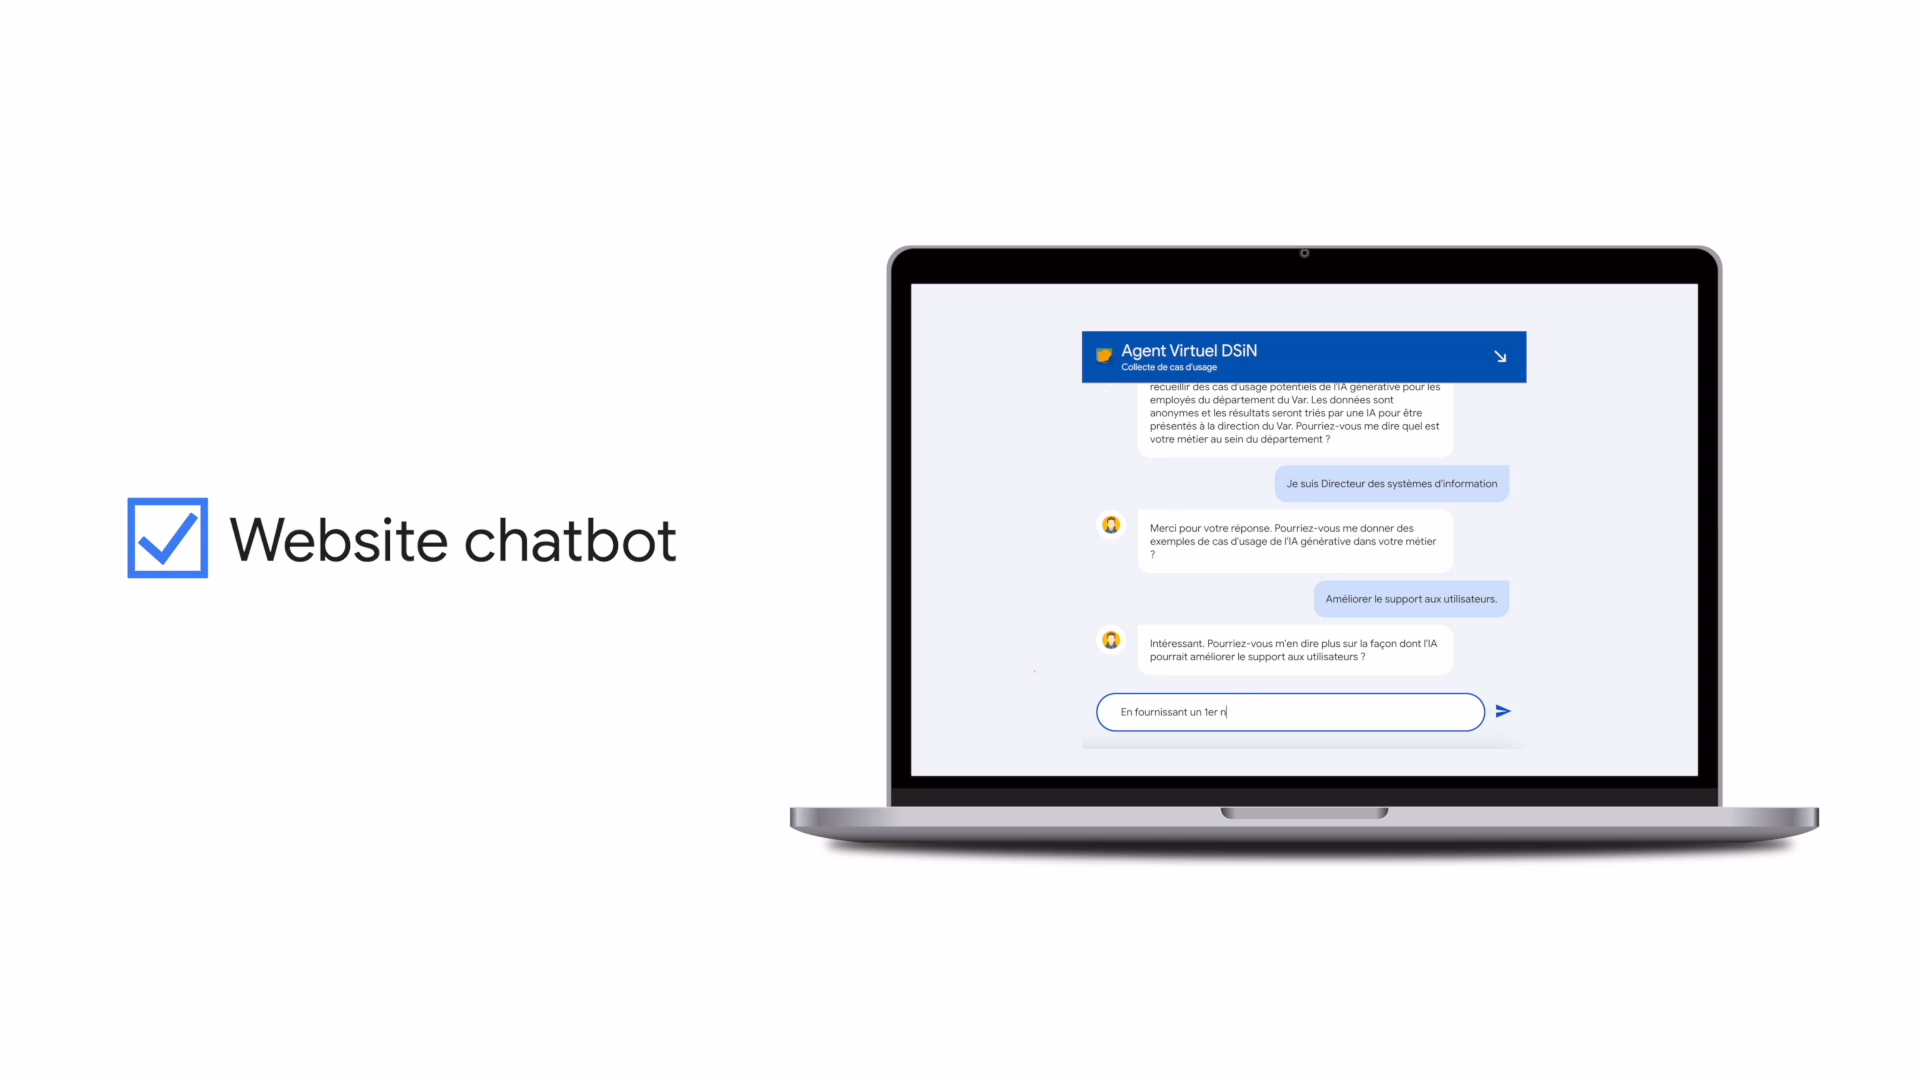 Website chatbot
Agent Virtuel DSiN
Collecte de cas d'usage
recueillir des cas d'usage potentiels de l'IA générative pour les
employés du département du Var. Les données sont
anonymes et les résultats seront triés par une IA pour être
présentés à la direction du Var. Pourriez-vous me dire quel est
votre métier au sein du département ?
Je suis Directeur des systèmes d'information
Merci pour votre réponse. Pourriez-vous me donner des
exemples de cas d'usage de l'IA générative dans votre métier
?
Améliorer le support aux utilisateurs.
Intéressant. Pourriez-vous m'en dire plus sur la façon dont l'IA
pourrait améliorer le support aux utilisateurs ?
En fournissant un 1er n